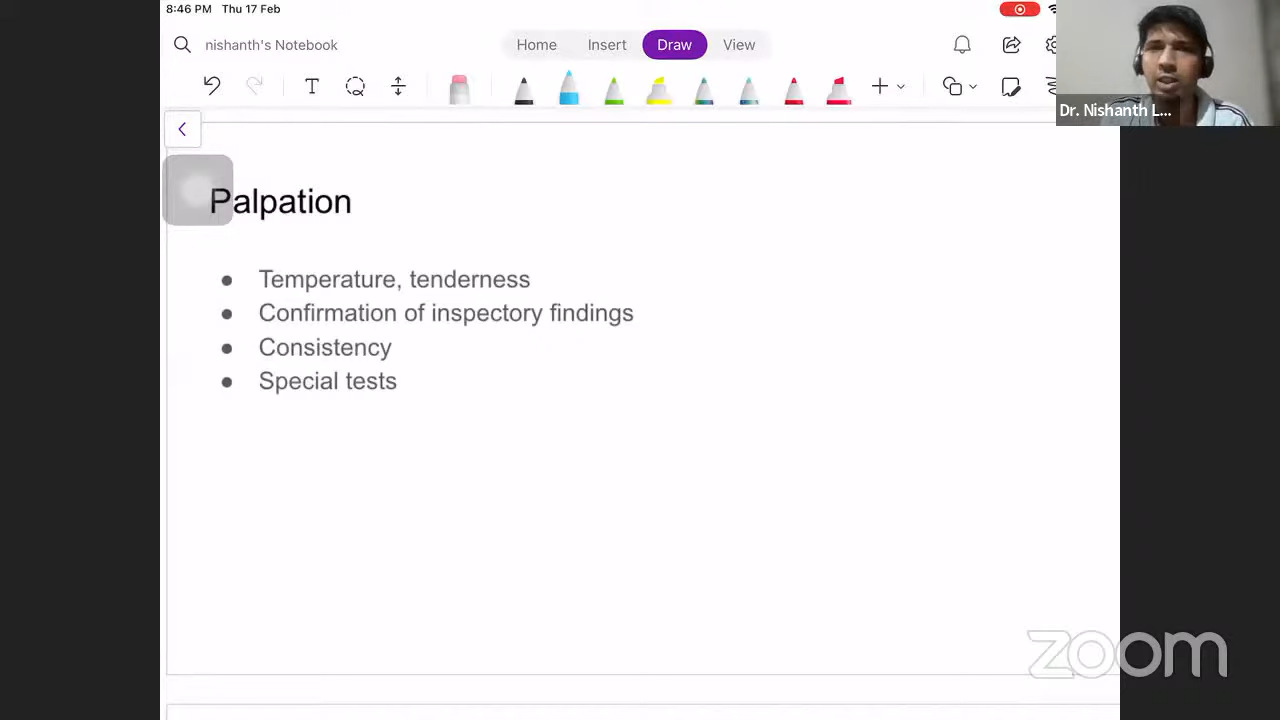 8:46 PM Thu 17 Feb
nishanth's Notebook
Home Insert Draw View
T
Dr. Nishanth L...
Palpation
● Temperature, tenderness
● Confirmation of inspectory findings
● Consistency
● Special tests
zoom